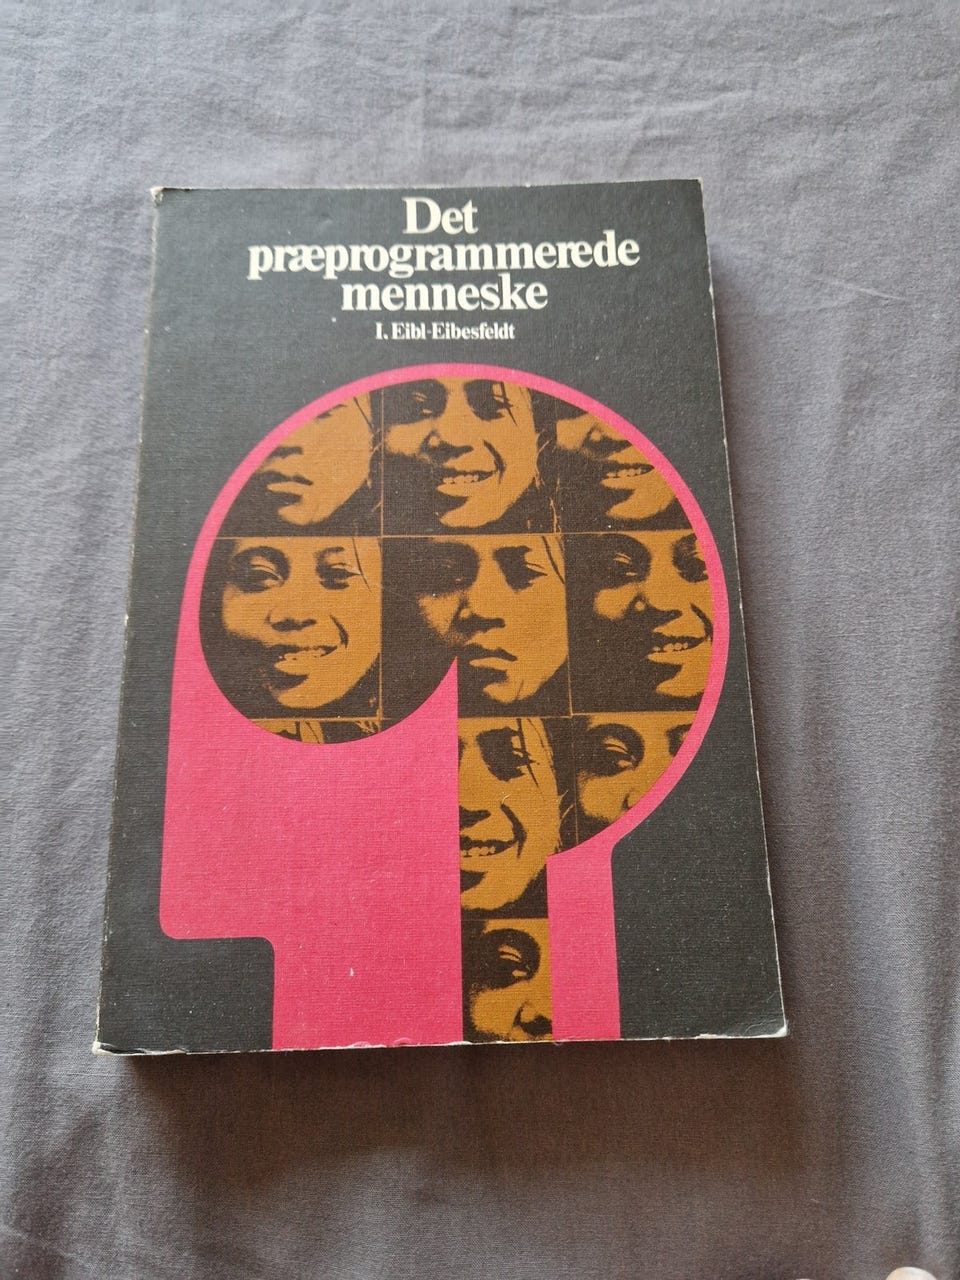 Det
præprogrammerede
menneske
I. Eibl-Eibesfeldt